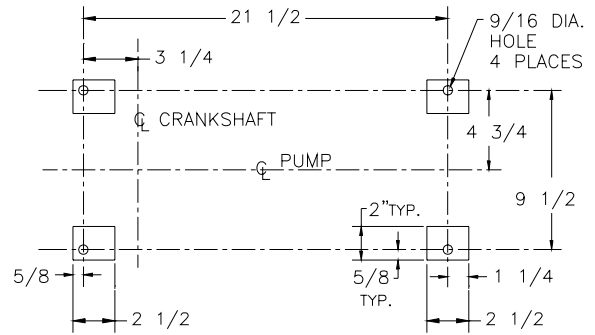 21 1/2
9/16 DIA.
HOLE
4 PLACES
3 1/4
℄ CRANKSHAFT
4 3/4
℄ PUMP
9 1/2
2" TYP.
5/8
5/8
TYP.
1 1/4
2 1/2
2 1/2